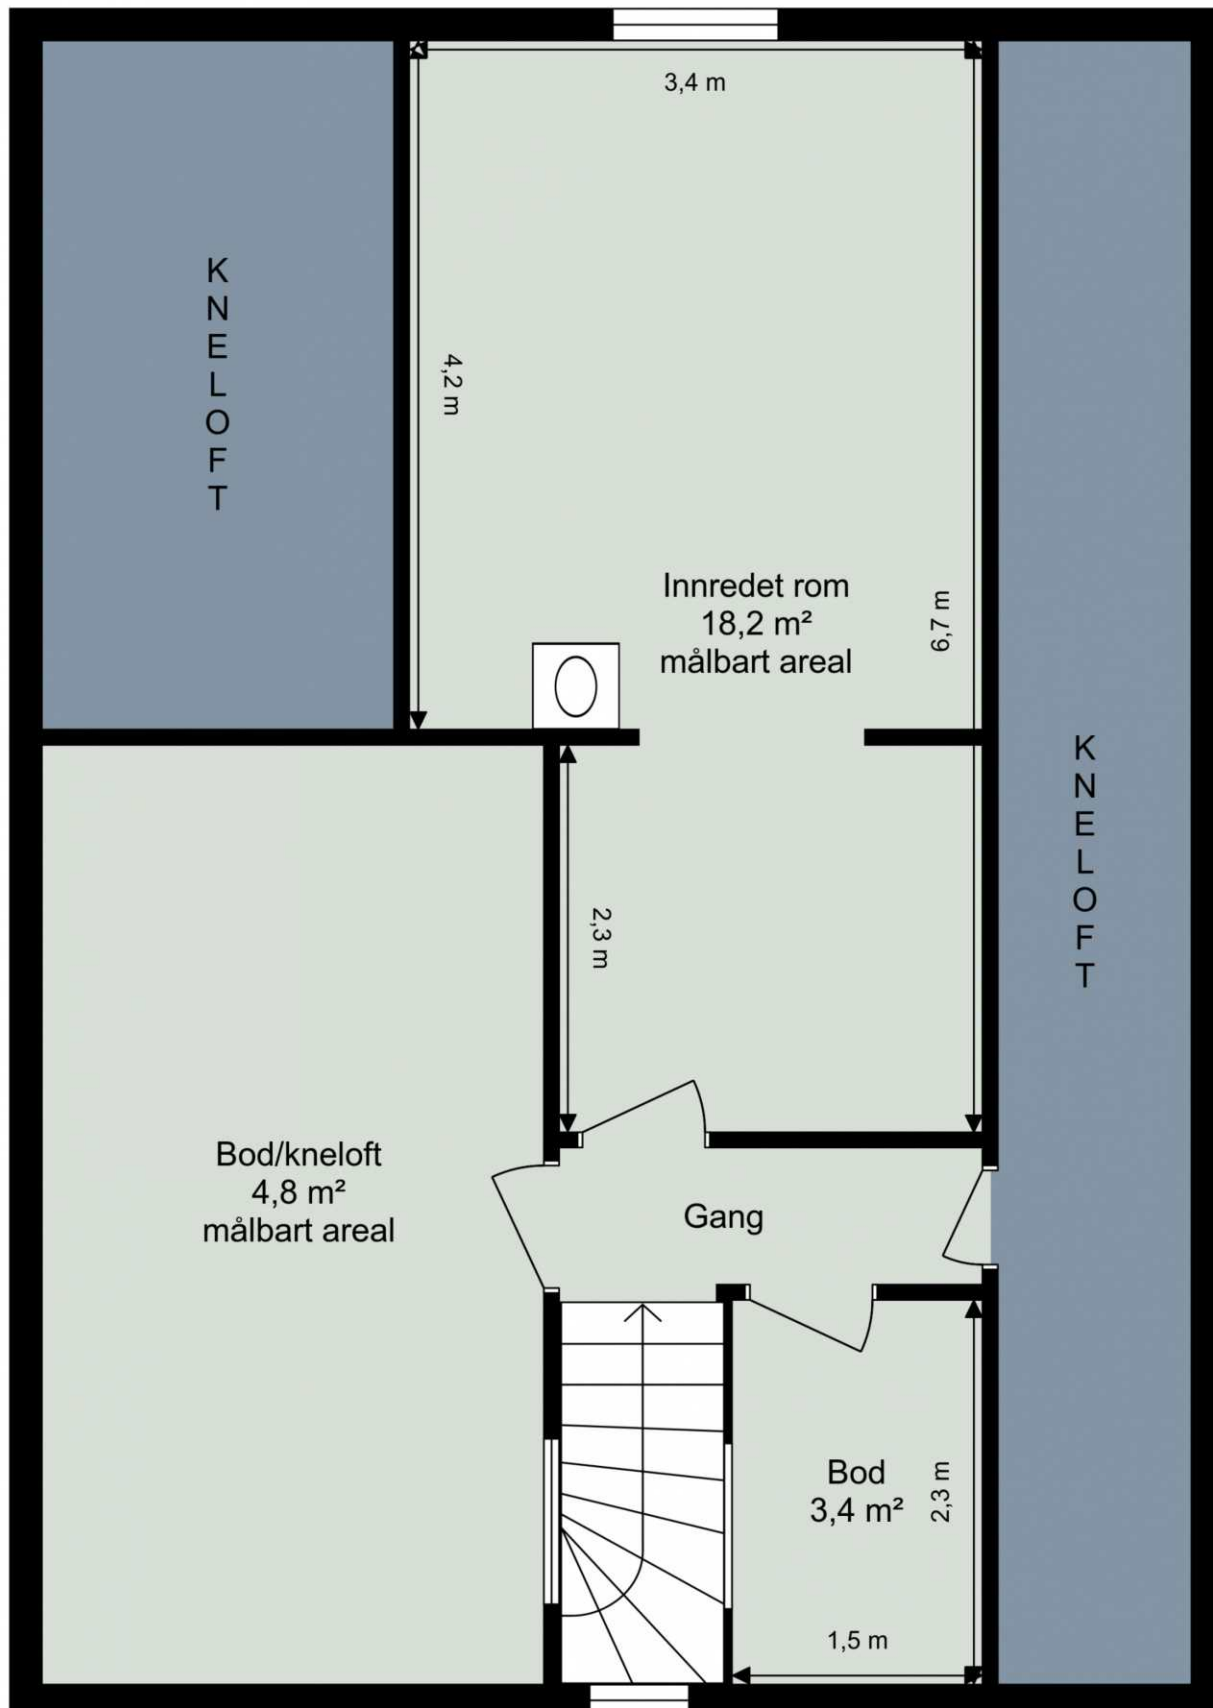 3,4 m
KNELOFT
4,2 m
Innredet rom
18,2 m²
målbart areal
6,7 m
KNELOFT
2,3 m
Bod/kneloft
4,8 m²
målbart areal
Gang
Bod
3,4 m²
2,3 m
1,5 m